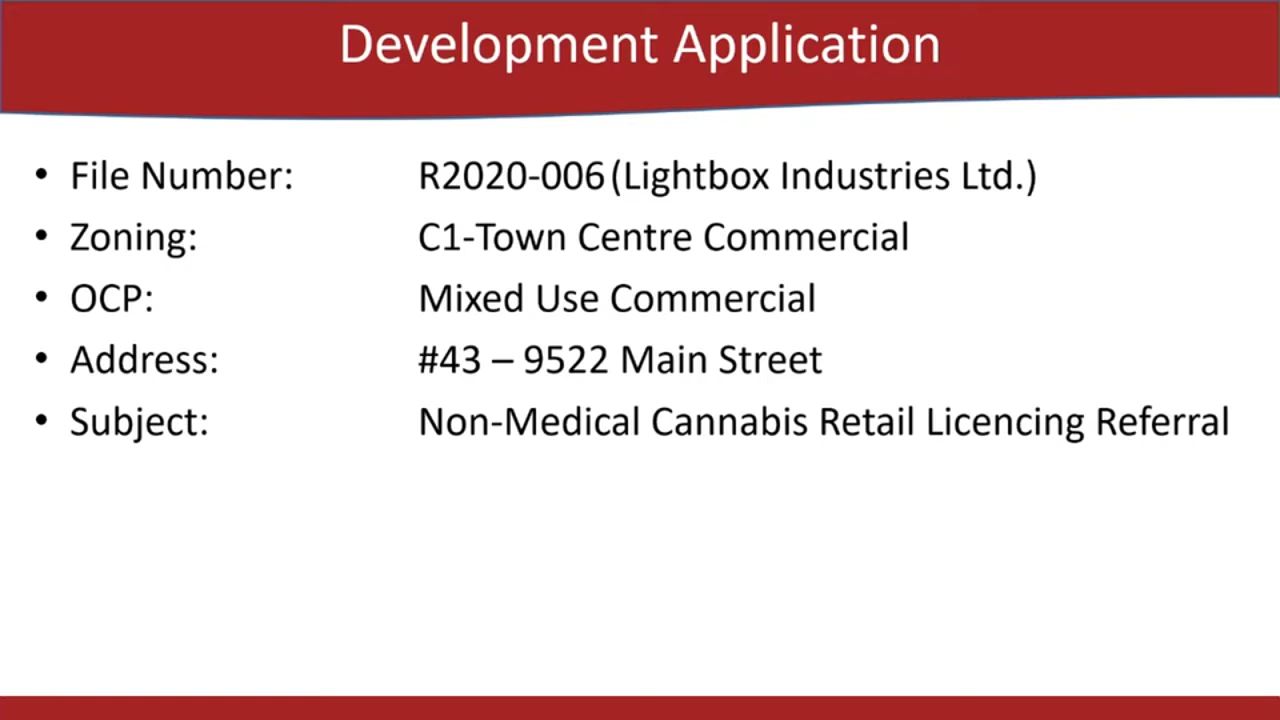 Development Application
• File Number: R2020-006 (Lightbox Industries Ltd.)
• Zoning: C1-Town Centre Commercial
• OCP: Mixed Use Commercial
• Address: #43 – 9522 Main Street
• Subject: Non-Medical Cannabis Retail Licencing Referral